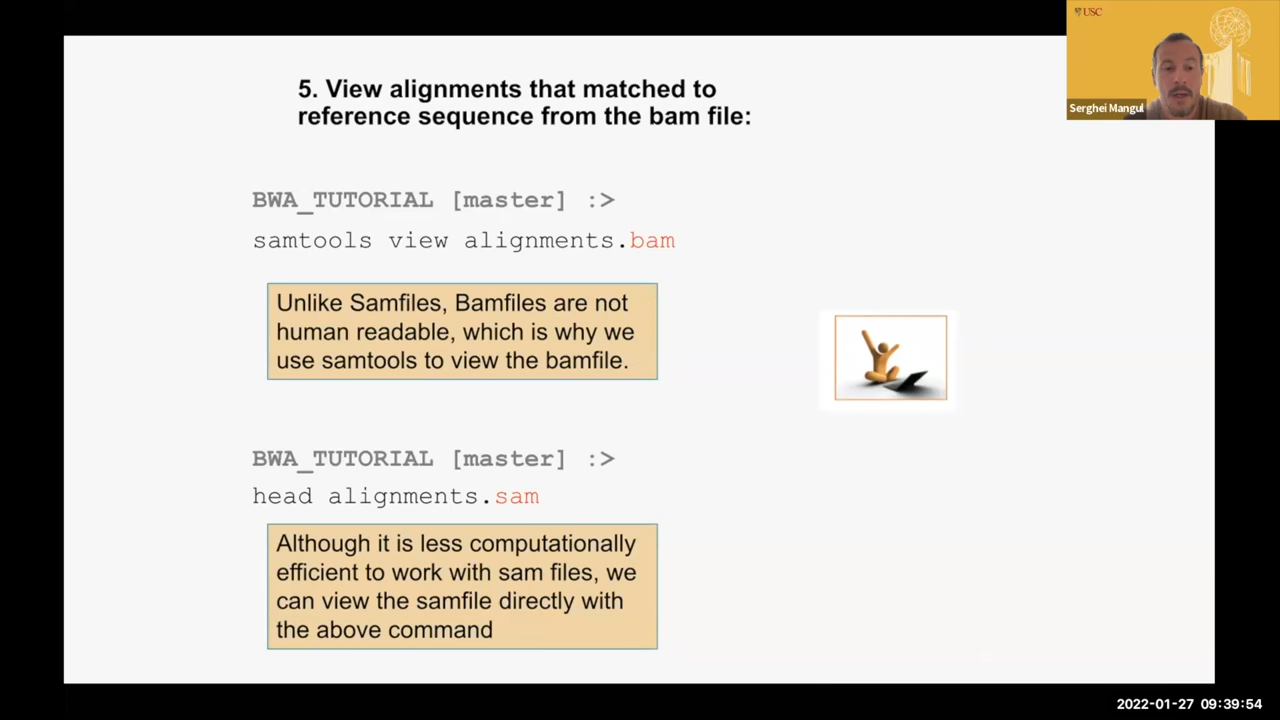 USC
Serghei Mangul
5. View alignments that matched to
reference sequence from the bam file:
BWA_TUTORIAL [master] :>
samtools view alignments.bam
Unlike Samfiles, Bamfiles are not
human readable, which is why we
use samtools to view the bamfile.
BWA_TUTORIAL [master] :>
head alignments.sam
Although it is less computationally
efficient to work with sam files, we
can view the samfile directly with
the above command
2022-01-27 09:39:54